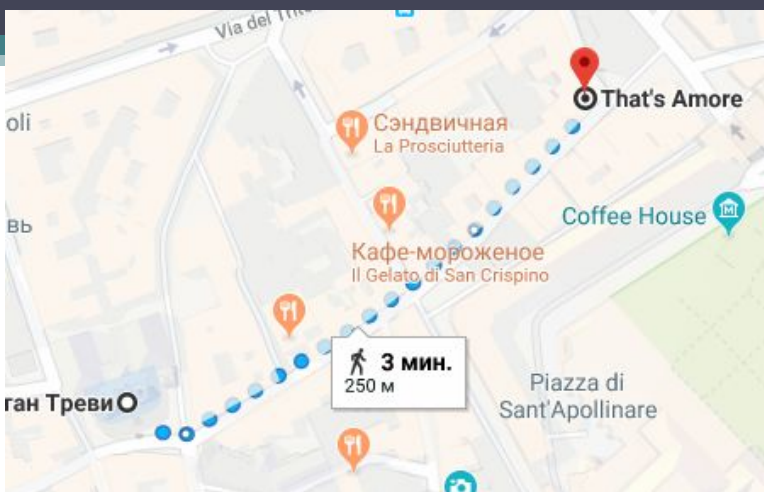 Via del Trito
That's Amore
oli
Сэндвичная
La Prosciutteria
Coffee House
вь
Кафе-мороженое
Il Gelato di San Crispino
3 мин.
250 м
Piazza di
Sant'Apollinare
тан Треви